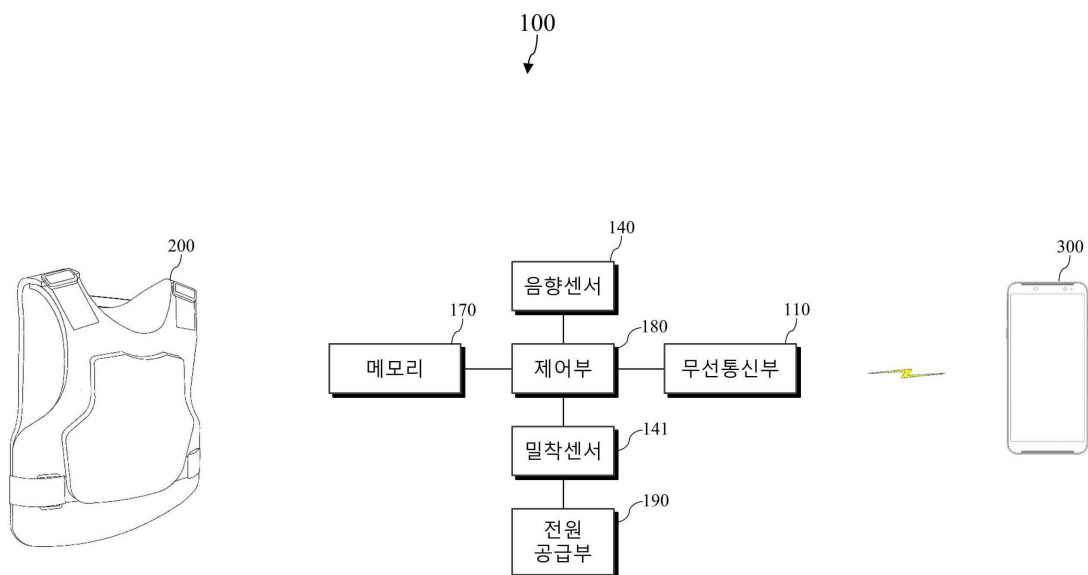 100
140
200
300
음향센서
170
180
110
메모리
제어부
무선통신부
141
밀착센서
190
전원
공급부